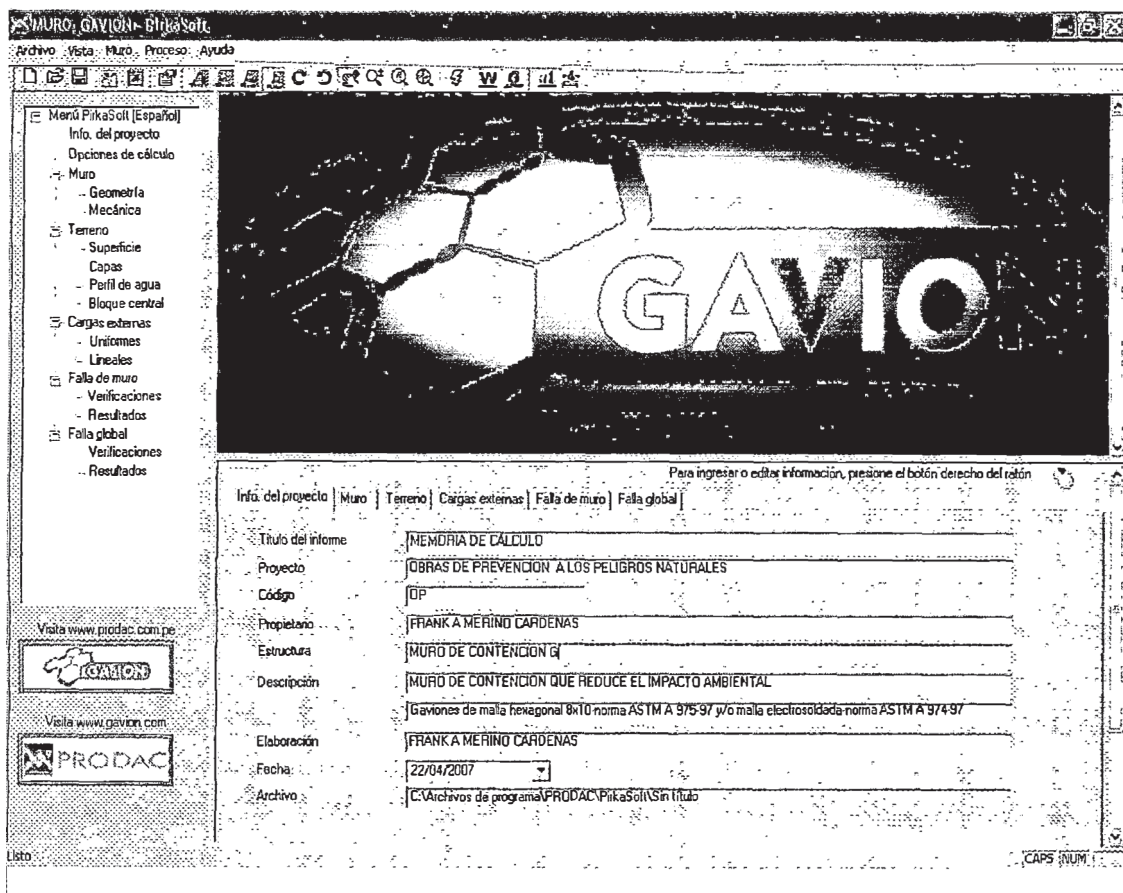 MURO: GAVION - PirkaSoft
Archivo Vista Muro Proceso Ayuda
W
Menú PirkaSoft [Español]
Info. del proyecto
Opciones de cálculo
Muro
Geometría
Mecánica
Terreno
Superficie
Capas
Perfil de agua
Bloque central
Cargas externas
Uniformes
Lineales
Falla de muro
Verificaciones
Resultados
Falla global
Verificaciones
Resultados
Visita www.prodac.com.pe
GAVION
Visita www.gavion.com
PRODAC
GAVION
Para ingresar o editar información, presione el botón derecho del ratón
Info. del proyecto Muro Terreno Cargas externas Falla de muro Falla global
Título del informe MEMORIA DE CALCULO
Proyecto OBRAS DE PREVENCION A LOS PELIGROS NATURALES
Código OP
Propietario FRANK A MERINO CARDENAS
Estructura MURO DE CONTENCION G
Descripción MURO DE CONTENCION QUE REDUCE EL IMPACTO AMBIENTAL
Gaviones de malla hexagonal 8x10-norma ASTM A 975-97 y/o malla electrosoldada-norma ASTM A 974-97
Elaboración FRANK A MERINO CARDENAS
Fecha 22/04/2007
Archivo C:\Archivos de programa\PRODAC\PirkaSoft\Sin título
Listo
CAPS NUM